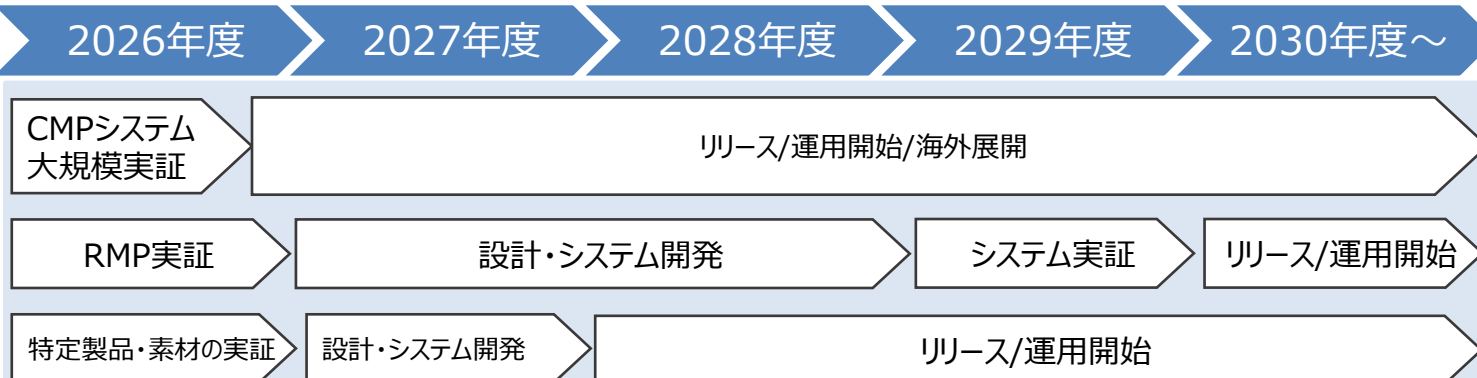 2026年度
2027年度
2028年度
2029年度
2030年度～
CMPシステム
大規模実証
リリース/運用開始/海外展開
RMP実証
設計・システム開発
システム実証
リリース/運用開始
特定製品・素材の実証
設計・システム開発
リリース/運用開始